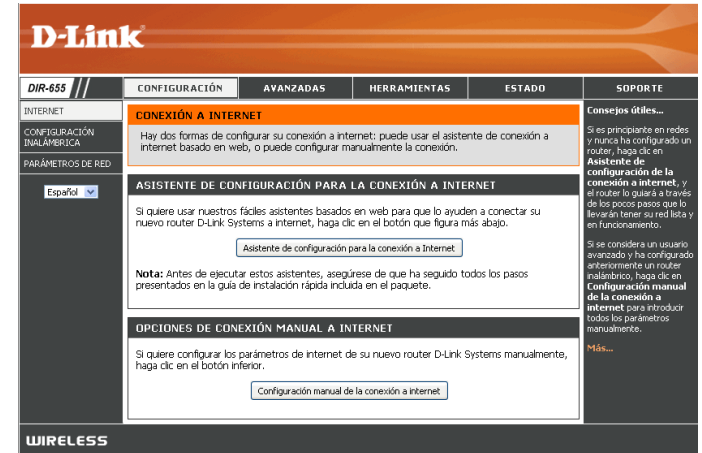 D-Link
DIR-655
CONFIGURACIÓN
AVANZADAS
HERRAMIENTAS
ESTADO
SOPORTE
INTERNET
CONFIGURACIÓN
INALÁMBRICA
PARÁMETROS DE RED
Español
CONEXIÓN A INTERNET
Hay dos formas de configurar su conexión a internet: puede usar el asistente de conexión a
internet basado en web, o puede configurar manualmente la conexión.
ASISTENTE DE CONFIGURACIÓN PARA LA CONEXIÓN A INTERNET
Si quiere usar nuestros fáciles asistentes basados en web para que lo ayuden a conectar su
nuevo router D-Link Systems a internet, haga clic en el botón que figura más abajo.
Asistente de configuración para la conexión a Internet
Nota: Antes de ejecutar estos asistentes, asegúrese de que ha seguido todos los pasos
presentados en la guía de instalación rápida incluida en el paquete.
OPCIONES DE CONEXIÓN MANUAL A INTERNET
Si quiere configurar los parámetros de internet de su nuevo router D-Link Systems manualmente,
haga clic en el botón inferior.
Configuración manual de la conexión a internet
Consejos útiles...
Si es principiante en redes
y nunca ha configurado un
router, haga clic en
Asistente de
configuración de la
conexión a internet, y
el router lo guiará a través
de los pocos pasos que lo
llevarán tener su red lista y
en funcionamiento.
Si se considera un usuario
avanzado y ha configurado
anteriormente un router
inalámbrico, haga clic en
Configuración manual
de la conexión a
internet para introducir
todos los parámetros
manualmente.
Más...
WIRELESS